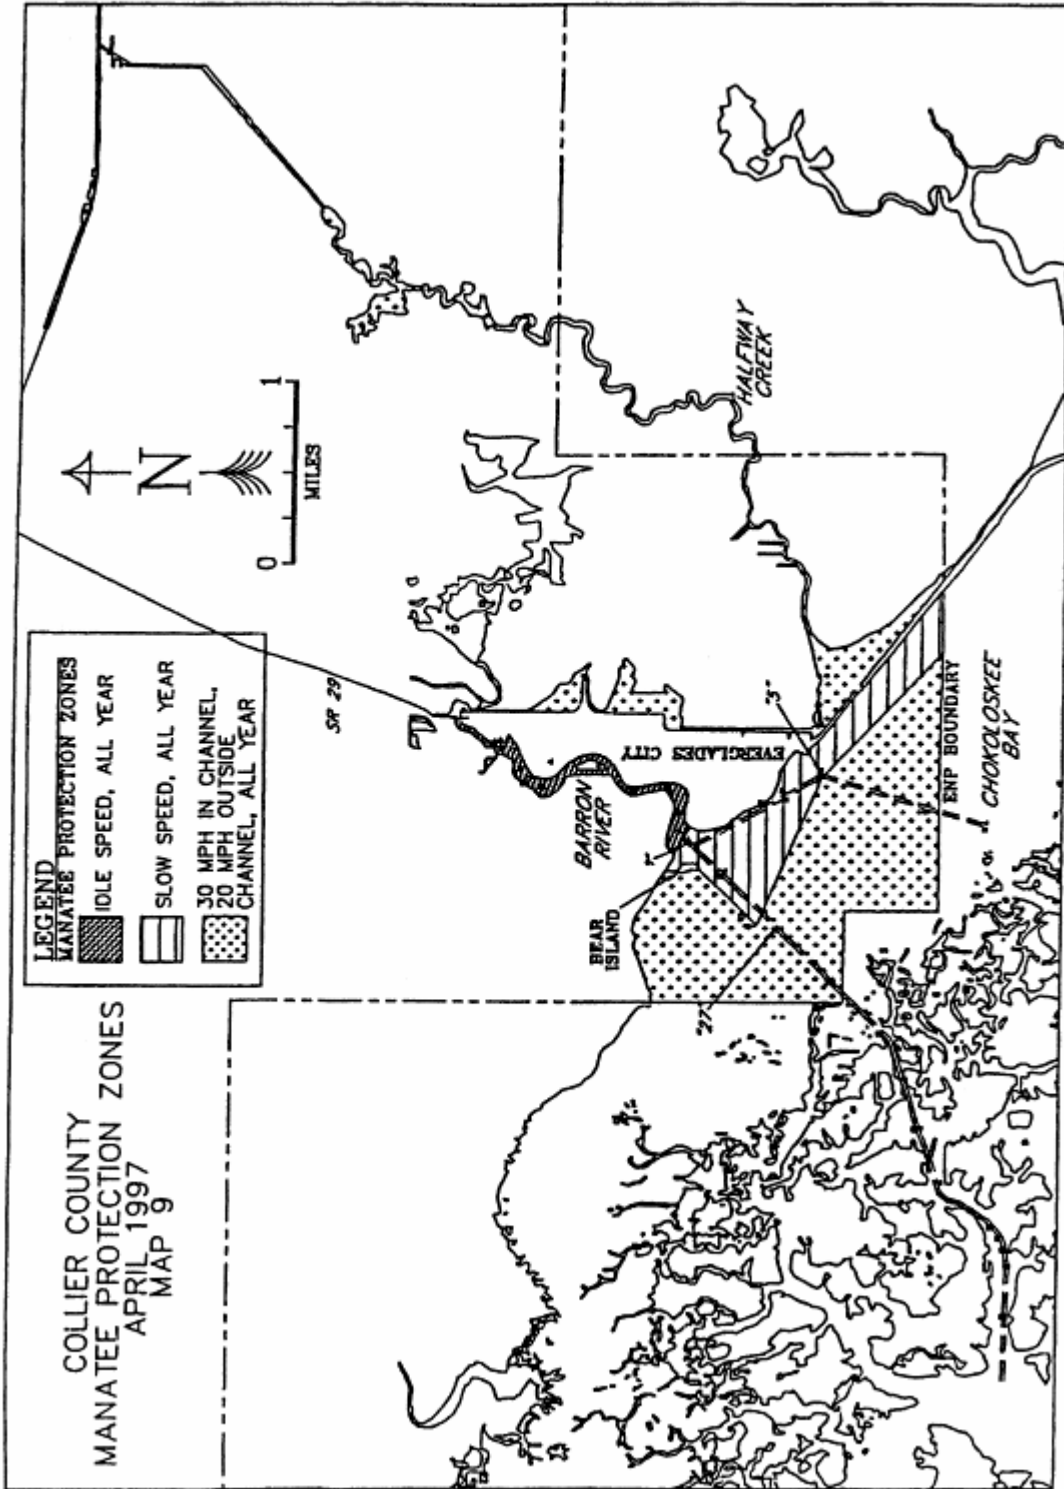 COLLIER COUNTY
MANATEE PROTECTION ZONES
APRIL 1997
MAP 9
LEGEND
MANATEE PROTECTION ZONES
IDLE SPEED, ALL YEAR
SLOW SPEED, ALL YEAR
30 MPH IN CHANNEL,
20 MPH OUTSIDE
CHANNEL, ALL YEAR
N
0
1
MILES
SR 29
BARRON
RIVER
EVERGLADES CITY
BEAR
ISLAND
HALFWAY
CREEK
"3"
"27"
ENP BOUNDARY
CHOKOLOSKEE
BAY